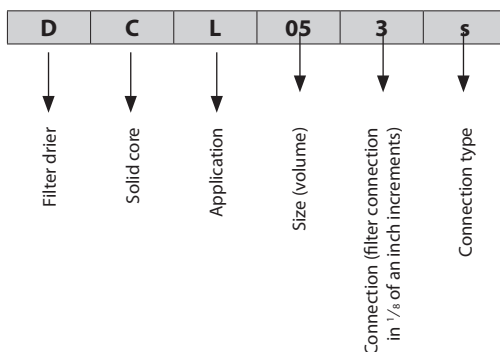 D C L 05 3 s
Filter drier
Solid core
Application
Size (volume)
Connection (filter connection
in 1/8 of an inch increments)
Connection type